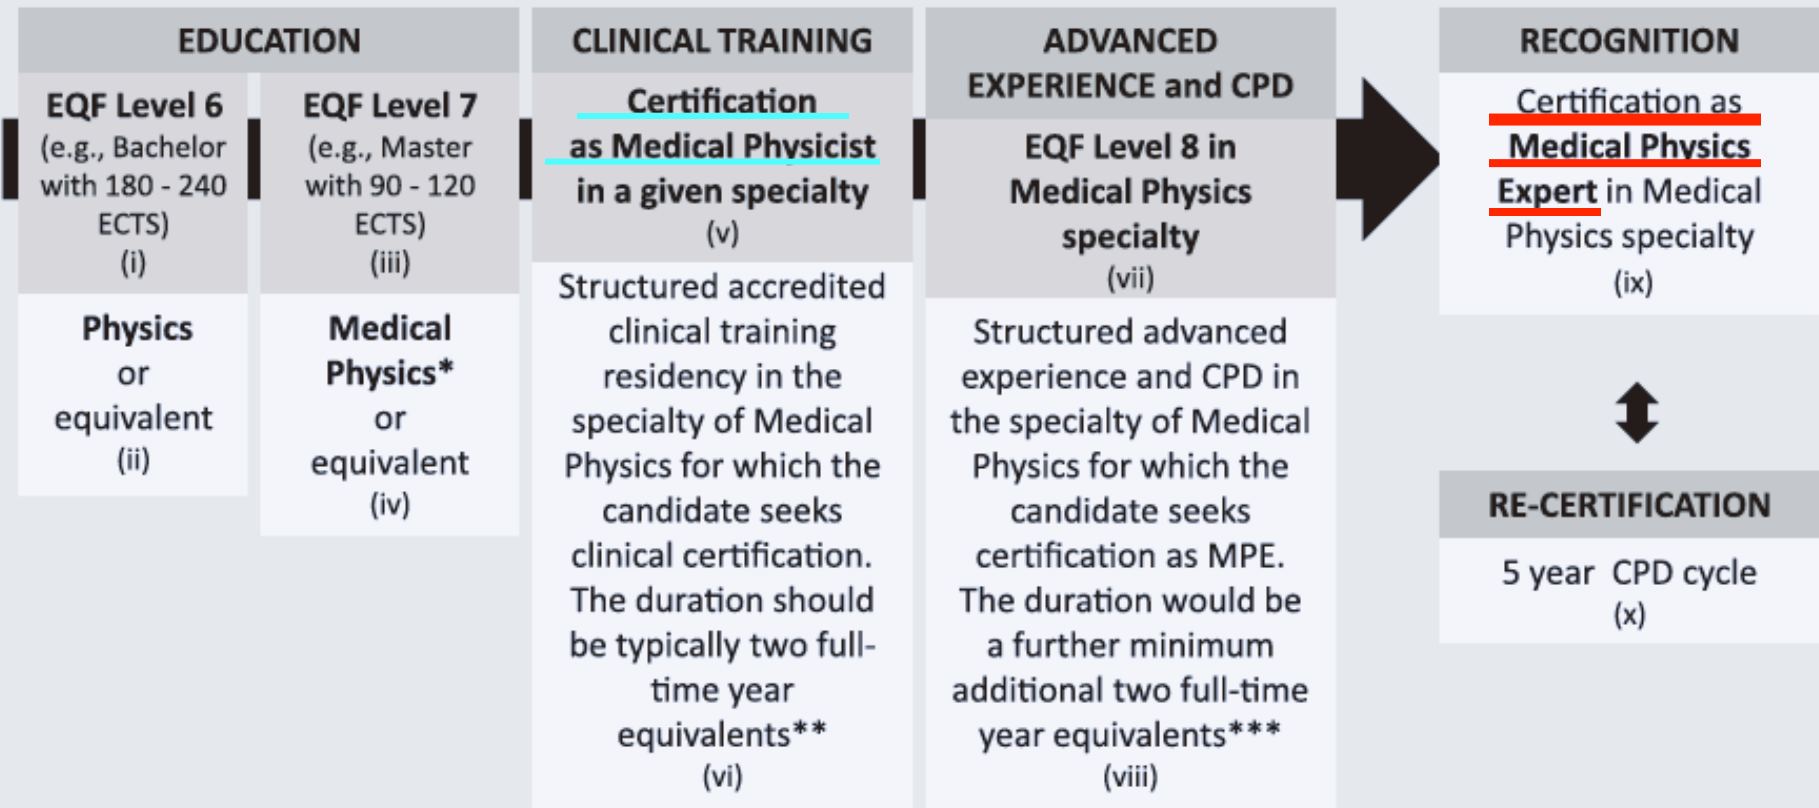 EDUCATION
EQF Level 6
(e.g., Bachelor
with 180 - 240
ECTS)
(i)
Physics
or
equivalent
(ii)
EQF Level 7
(e.g., Master
with 90 - 120
ECTS)
(iii)
Medical
Physics*
or
equivalent
(iv)
CLINICAL TRAINING
Certification
as Medical Physicist
in a given specialty
(v)
Structured accredited
clinical training
residency in the
specialty of Medical
Physics for which the
candidate seeks
clinical certification.
The duration should
be typically two full-
time year
equivalents**
(vi)
ADVANCED
EXPERIENCE and CPD
EQF Level 8 in
Medical Physics
specialty
(vii)
Structured advanced
experience and CPD in
the specialty of Medical
Physics for which the
candidate seeks
certification as MPE.
The duration would be
a further minimum
additional two full-time
year equivalents***
(viii)
RECOGNITION
Certification as
Medical Physics
Expert in Medical
Physics specialty
(ix)
RE-CERTIFICATION
5 year CPD cycle
(x)